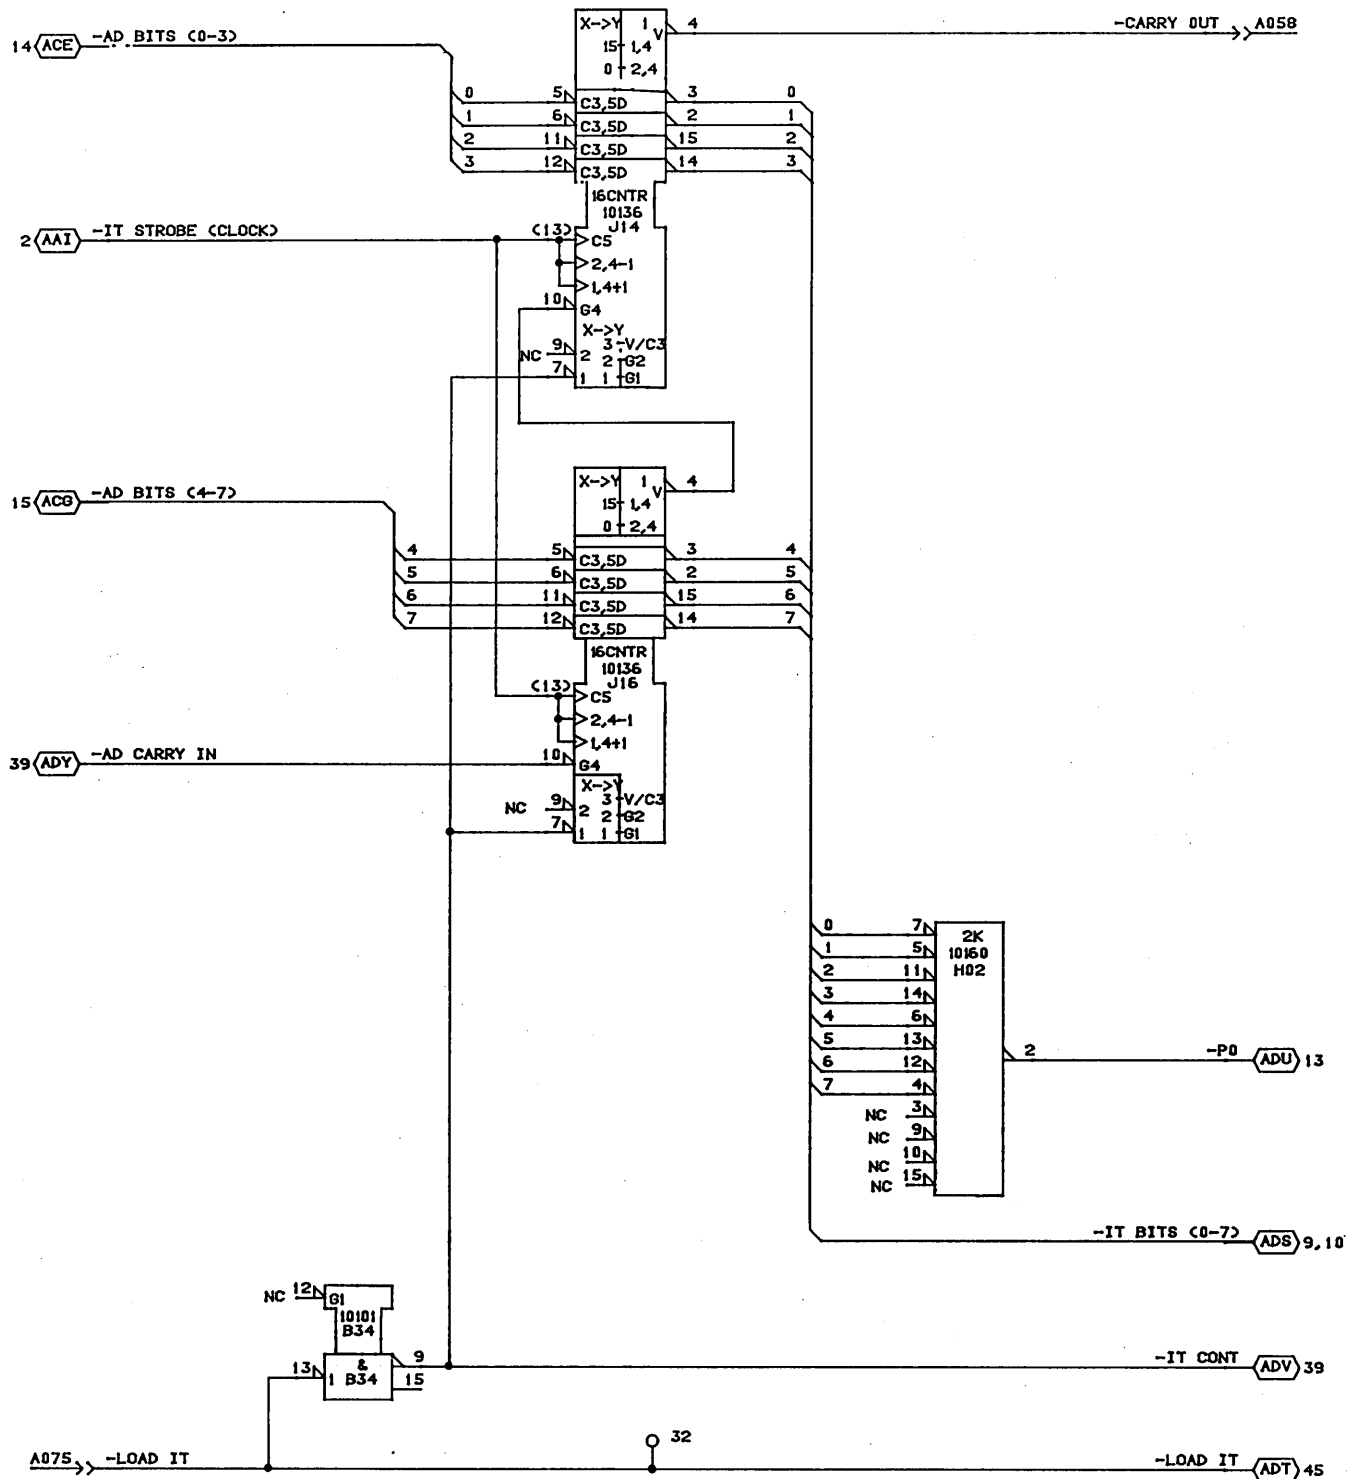 X->Y 1 4 -CARRY OUT A058
V
14 ACE -AD BITS (0-3) 15 1,4
0 2,4
0 5 C3,5D 3 0
1 6 C3,5D 2 1
2 11 C3,5D 15 2
3 12 C3,5D 14 3
16CNTR
10136
J14
2 AAI -IT STROBE (CLOCK) (13) C5
2,4-1
1,4+1
10 G4
X->Y
3 V/C3
NC 9 2 2 G2
7 1 1 G1
X->Y 1 4
V
15 ACG -AD BITS (4-7) 15 1,4
0 2,4
4 5 C3,5D 3 4
5 6 C3,5D 2 5
6 11 C3,5D 15 6
7 12 C3,5D 14 7
16CNTR
10136
J16
(13) C5
2,4-1
1,4+1
39 ADY -AD CARRY IN 10 G4
X->Y
3 V/C3
NC 9 2 2 G2
7 1 1 G1
0 7 2K
1 5 10160
2 11 H02
3 14
4 6
5 13 2 -P0 ADU 13
6 12
7 4
NC 3
NC 9
NC 10
NC 15
-IT BITS (0-7) ADS 9,10
NC 12 G1
10101
B34
& 9 -IT CONT ADV 39
13 1 B34 15
32
A075 -LOAD IT -LOAD IT ADT 45